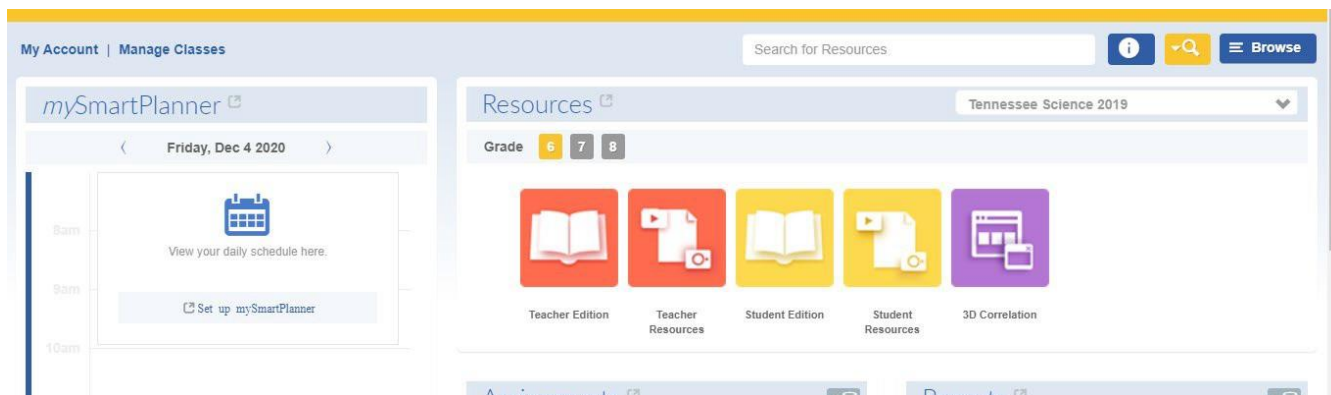 My Account | Manage Classes
Search for Resources
i
Browse
mySmartPlanner
Friday, Dec 4 2020
8am
View your daily schedule here.
9am
Set up mySmartPlanner
10am
Resources
Tennessee Science 2019
Grade 6 7 8
Teacher Edition
Teacher
Resources
Student Edition
Student
Resources
3D Correlation